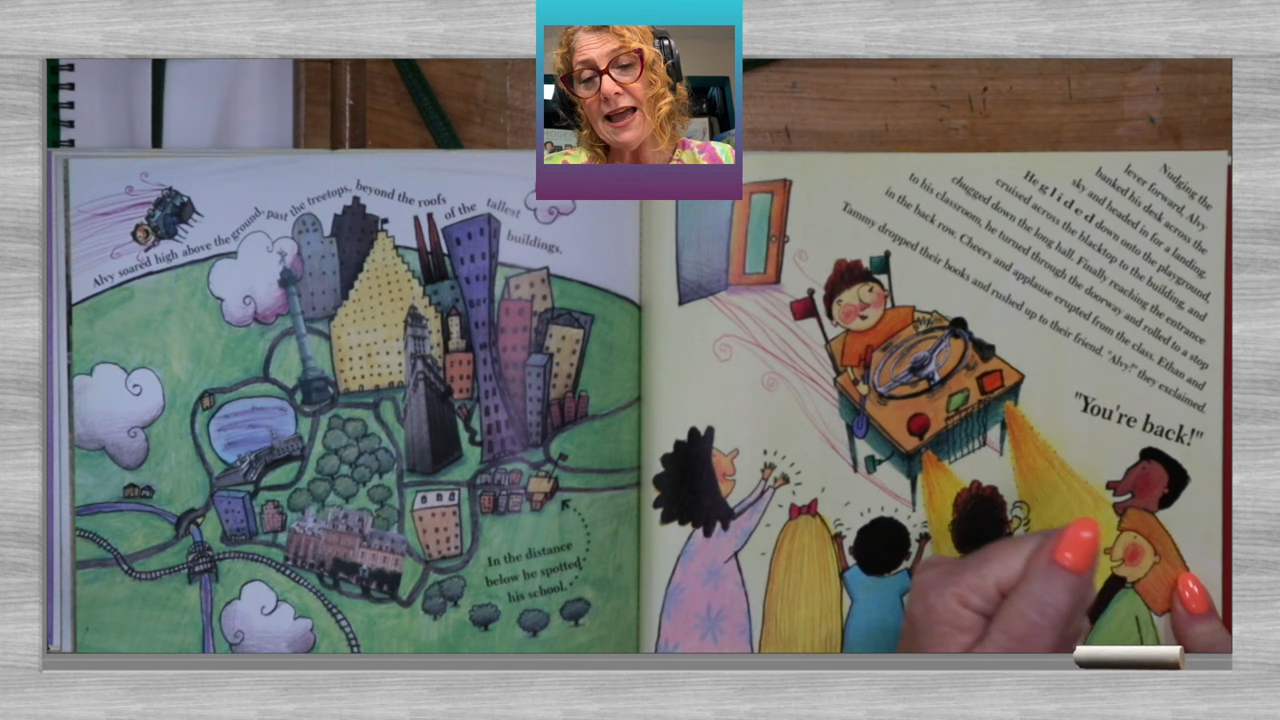 Alvy soared high above the ground, past the treetops, beyond the roofs of the tallest
buildings.
In the distance
below he spotted
his school.
Nudging the
lever forward, Alvy
banked his desk across the
sky and headed in for a landing.
He glided down onto the playground,
cruised across the blacktop to the building, and
chugged down the long hall. Finally reaching the entrance
to his classroom, he turned through the doorway and rolled to a stop
in the back row. Cheers and applause erupted from the class. Ethan and
Tammy dropped their books and rushed up to their friend. "Alvy!" they exclaimed.
"You're back!"